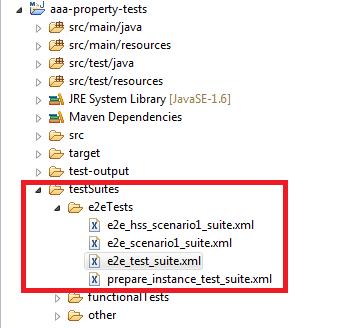 aaa-property-tests
src/main/java
src/main/resources
src/test/java
src/test/resources
JRE System Library [JavaSE-1.6]
Maven Dependencies
src
target
test-output
testSuites
e2eTests
e2e_hss_scenario1_suite.xml
e2e_scenario1_suite.xml
e2e_test_suite.xml
prepare_instance_test_suite.xml
functionalTests
other